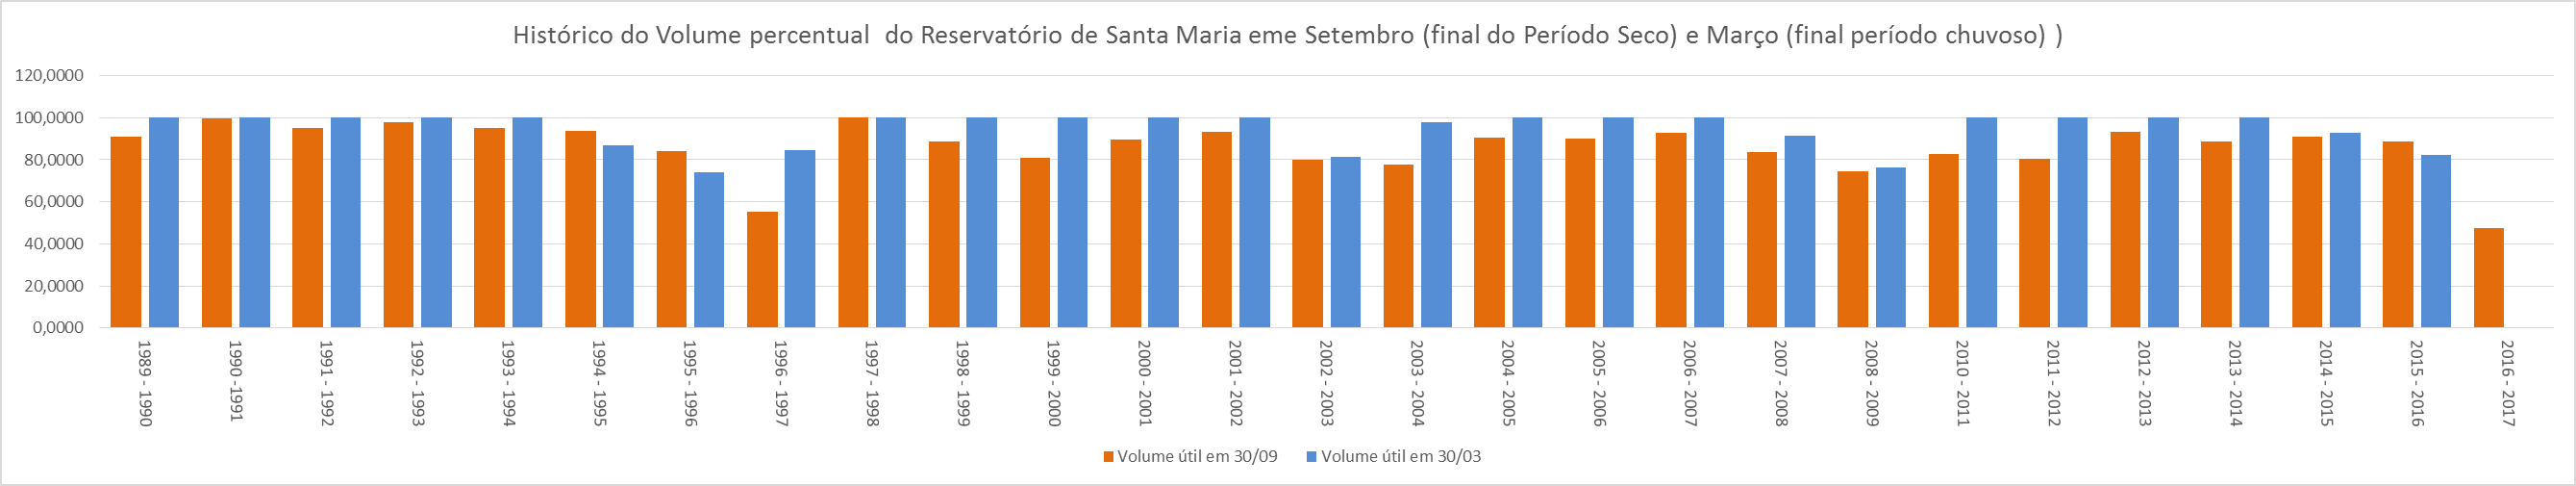 Histórico do Volume percentual  do Reservatório de Santa Maria eme Setembro (final do Período Seco) e Março (final período chuvoso) )
120,0000
100,0000
80,0000
60,0000
40,0000
20,0000
0,0000
1989 - 1990
1990 -1991
1991 - 1992
1992 - 1993
1993 - 1994
1994 - 1995
1995 - 1996
1996 - 1997
1997 - 1998
1998 - 1999
1999 - 2000
2000 - 2001
2001 - 2002
2002 - 2003
2003 - 2004
2004 - 2005
2005 - 2006
2006 - 2007
2007 - 2008
2008 - 2009
2010 - 2011
2011 - 2012
2012 - 2013
2013 - 2014
2014 - 2015
2015 - 2016
2016 - 2017
Volume útil em 30/09
Volume útil em 30/03